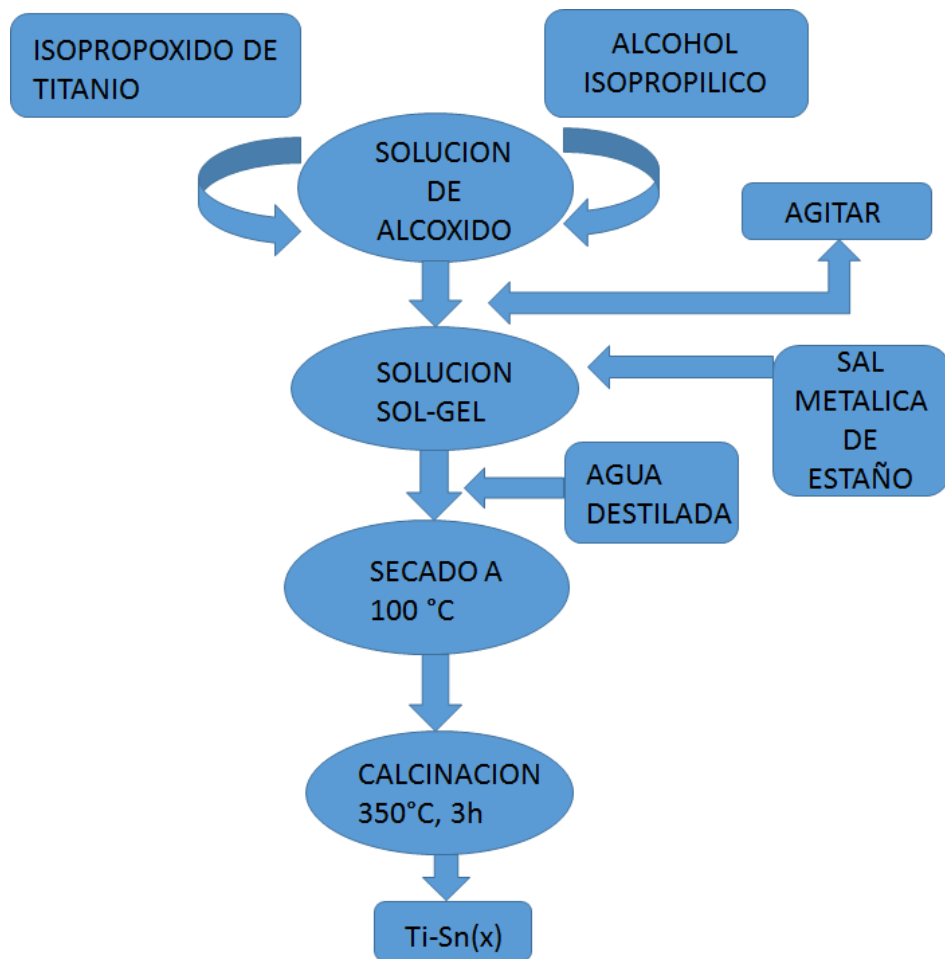 ISOPROPOXIDO DE
TITANIO
ALCOHOL
ISOPROPILICO
SOLUCION
DE
ALCOXIDO
AGITAR
SOLUCION
SOL-GEL
SAL
METALICA
DE
ESTAÑO
AGUA
DESTILADA
SECADO A
100 °C
CALCINACION
350°C, 3h
Ti-Sn(x)